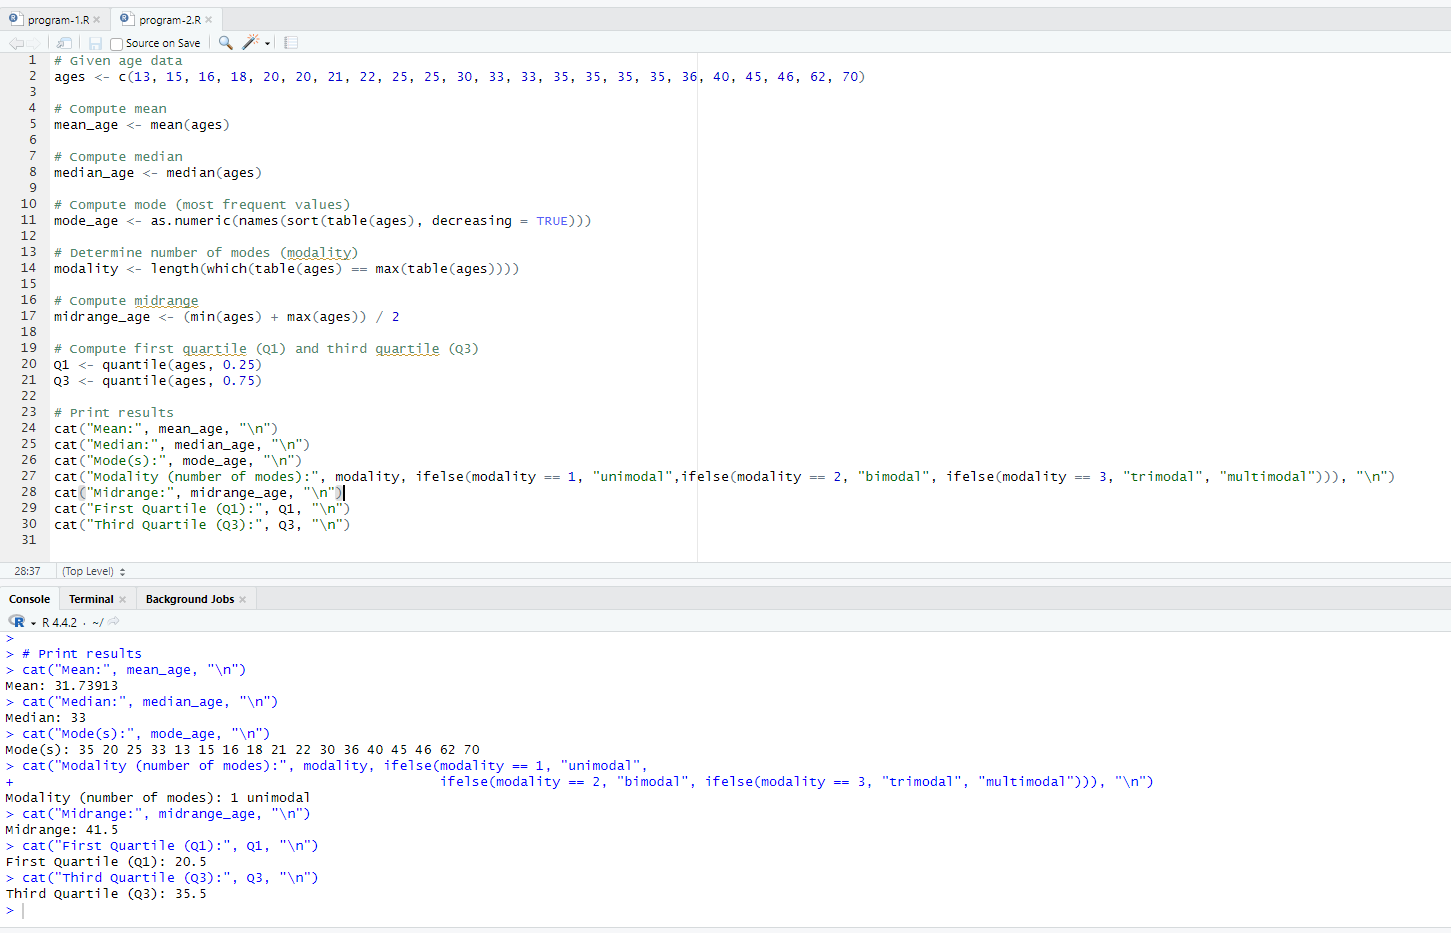 program-1.R
program-2.R
Source on Save
1 # Given age data
2 ages <- c(13, 15, 16, 18, 20, 20, 21, 22, 25, 25, 30, 33, 33, 35, 35, 35, 35, 36, 40, 45, 46, 62, 70)
3
4 # Compute mean
5 mean_age <- mean(ages)
6
7 # Compute median
8 median_age <- median(ages)
9
10 # Compute mode (most frequent values)
11 mode_age <- as.numeric(names(sort(table(ages), decreasing = TRUE)))
12
13 # Determine number of modes (modality)
14 modality <- length(which(table(ages) == max(table(ages))))
15
16 # Compute midrange
17 midrange_age <- (min(ages) + max(ages)) / 2
18
19 # Compute first quartile (Q1) and third quartile (Q3)
20 Q1 <- quantile(ages, 0.25)
21 Q3 <- quantile(ages, 0.75)
22
23 # Print results
24 cat("Mean:", mean_age, "\n")
25 cat("Median:", median_age, "\n")
26 cat("Mode(s):", mode_age, "\n")
27 cat("Modality (number of modes):", modality, ifelse(modality == 1, "unimodal",ifelse(modality == 2, "bimodal", ifelse(modality == 3, "trimodal", "multimodal"))), "\n")
28 cat("Midrange:", midrange_age, "\n")
29 cat("First Quartile (Q1):", Q1, "\n")
30 cat("Third Quartile (Q3):", Q3, "\n")
31
28:37 (Top Level)
Console Terminal Background Jobs
R R 4.4.2 · ~/
>
> # Print results
> cat("Mean:", mean_age, "\n")
Mean: 31.73913
> cat("Median:", median_age, "\n")
Median: 33
> cat("Mode(s):", mode_age, "\n")
Mode(s): 35 20 25 33 13 15 16 18 21 22 30 36 40 45 46 62 70
> cat("Modality (number of modes):", modality, ifelse(modality == 1, "unimodal",
+ ifelse(modality == 2, "bimodal", ifelse(modality == 3, "trimodal", "multimodal"))), "\n")
Modality (number of modes): 1 unimodal
> cat("Midrange:", midrange_age, "\n")
Midrange: 41.5
> cat("First Quartile (Q1):", Q1, "\n")
First Quartile (Q1): 20.5
> cat("Third Quartile (Q3):", Q3, "\n")
Third Quartile (Q3): 35.5
>